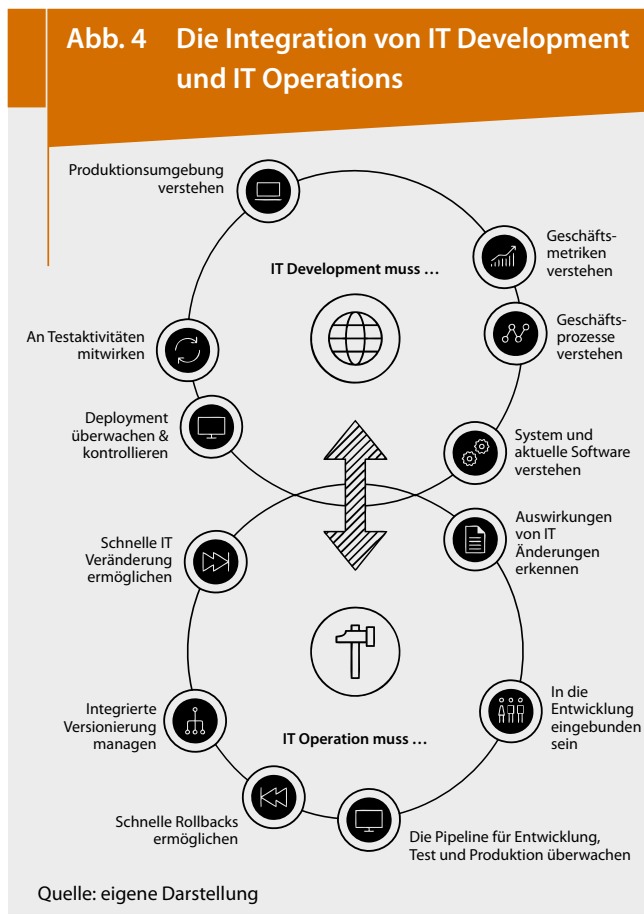 Abb. 4 Die Integration von IT Development
und IT Operations
Produktionsumgebung
verstehen
Geschäfts-
metriken
verstehen
IT Development muss ...
An Testaktivitäten
mitwirken
Geschäfts-
prozesse
verstehen
Deployment
überwachen &
kontrollieren
System und
aktuelle Software
verstehen
Schnelle IT
Veränderung
ermöglichen
Auswirkungen
von IT
Änderungen
erkennen
Integrierte
Versionierung
managen
IT Operation muss ...
In die
Entwicklung
eingebunden
sein
Schnelle Rollbacks
ermöglichen
Die Pipeline für Entwicklung,
Test und Produktion überwachen
Quelle: eigene Darstellung